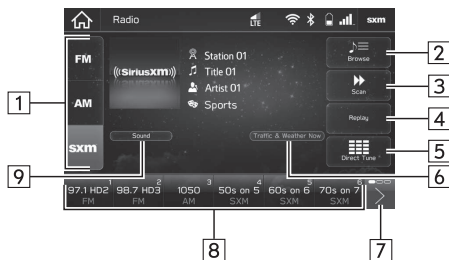 Radio
LTE
sxm
FM
AM
sxm
((SiriusXM))
Station 01
Title 01
Artist 01
Sports
Browse
Scan
Replay
Direct Tune
Sound
Traffic & Weather Now
1 2 3 4 5 6
97.1 HD2 98.7 HD3 1050 50s on 5 60s on 6 70s on 7
FM FM AM SXM SXM SXM
1
2
3
4
5
6
7
8
9